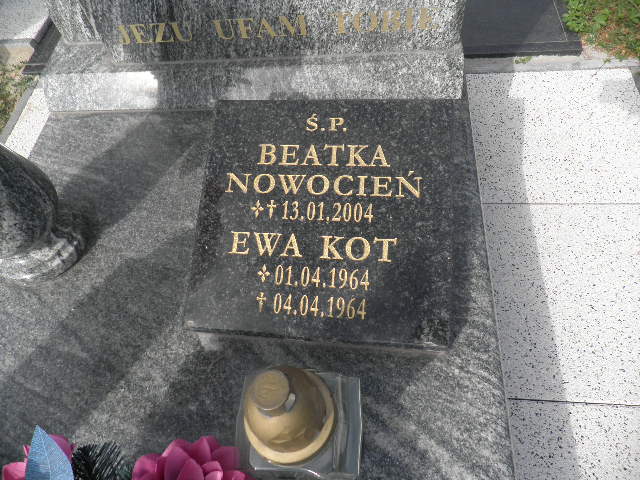 JEZU UFAM TOBIE
Ś.P.
BEATKA
NOWOCIEŃ
✣† 13.01.2004
EWA KOT
✣ 01.04.1964
† 04.04.1964